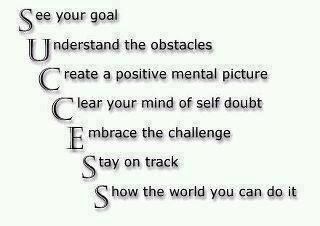 See your goal
Understand the obstacles
Create a positive mental picture
Clear your mind of self doubt
Embrace the challenge
Stay on track
Show the world you can do it